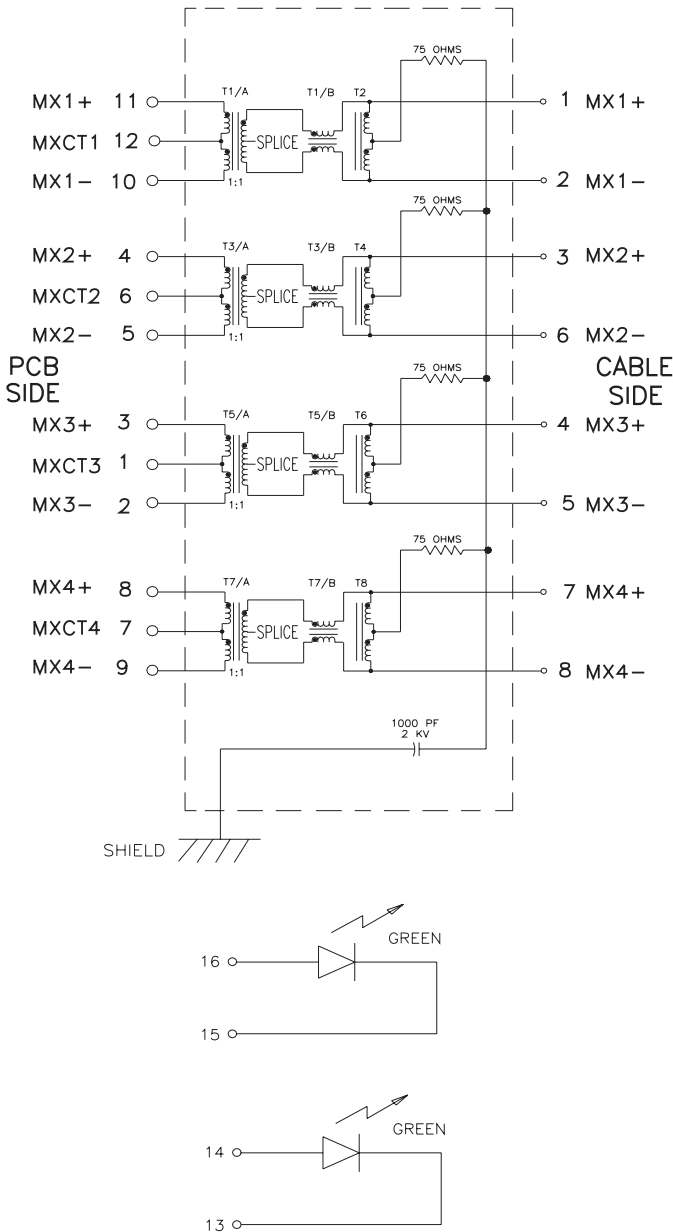 75 OHMS
T1/A T1/B T2
MX1+ 11 1 MX1+
MXCT1 12 SPLICE
MX1- 10 2 MX1-
1:1
75 OHMS
T3/A T3/B T4
MX2+ 4 3 MX2+
MXCT2 6 SPLICE
MX2- 5 6 MX2-
1:1
PCB SIDE
CABLE SIDE
75 OHMS
T5/A T5/B T6
MX3+ 3 4 MX3+
MXCT3 1 SPLICE
MX3- 2 5 MX3-
1:1
75 OHMS
T7/A T7/B T8
MX4+ 8 7 MX4+
MXCT4 7 SPLICE
MX4- 9 8 MX4-
1:1
1000 PF
2 KV
SHIELD
GREEN
16
15
GREEN
14
13